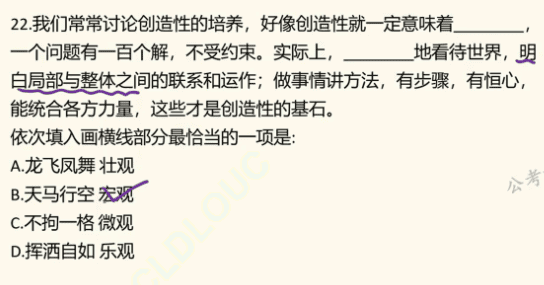 22.我们常常讨论创造性的培养，好像创造性就一定意味着________，
一个问题有一百个解，不受约束。实际上，________地看待世界，明
白局部与整体之间的联系和运作；做事情讲方法，有步骤，有恒心，
能统合各方力量，这些才是创造性的基石。
依次填入画横线部分最恰当的一项是:
A.龙飞凤舞 壮观
B.天马行空 宏观
C.不拘一格 微观
D.挥洒自如 乐观
公考